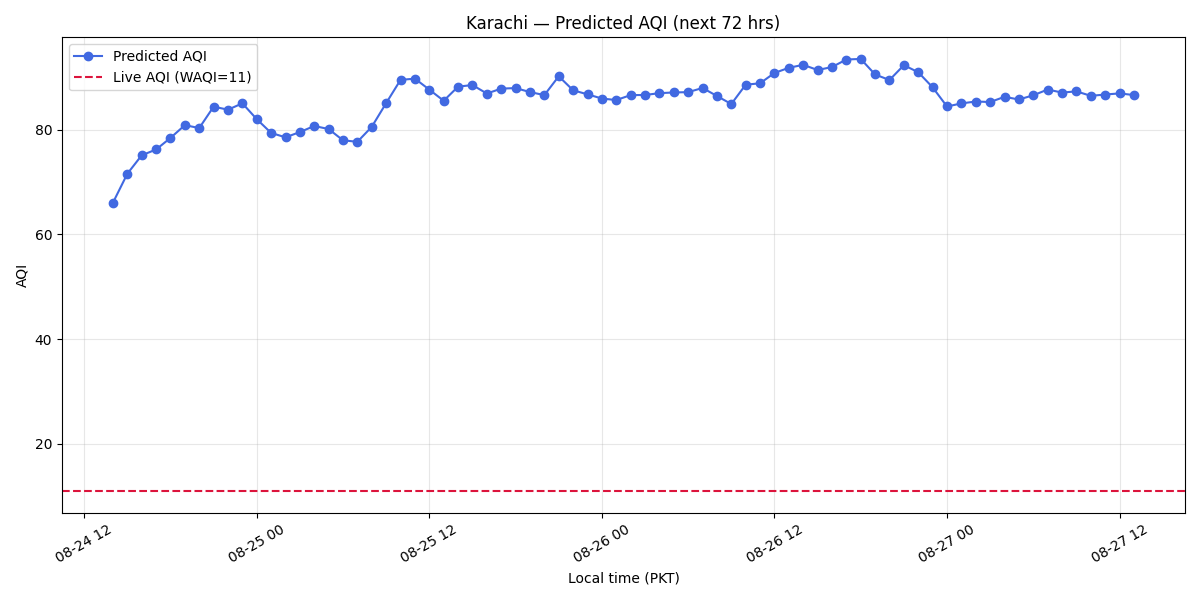 Karachi — Predicted AQI (next 72 hrs)
Predicted AQI
Live AQI (WAQI=11)
AQI
80
60
40
20
08-24 12
08-25 00
08-25 12
08-26 00
08-26 12
08-27 00
08-27 12
Local time (PKT)